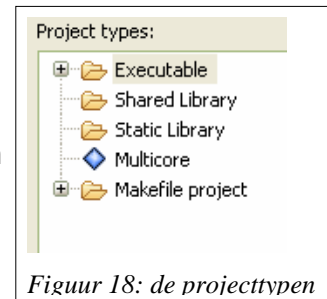 Project types:
Executable
Shared Library
Static Library
Multicore
Makefile project
Figuur 18: de projecttypen